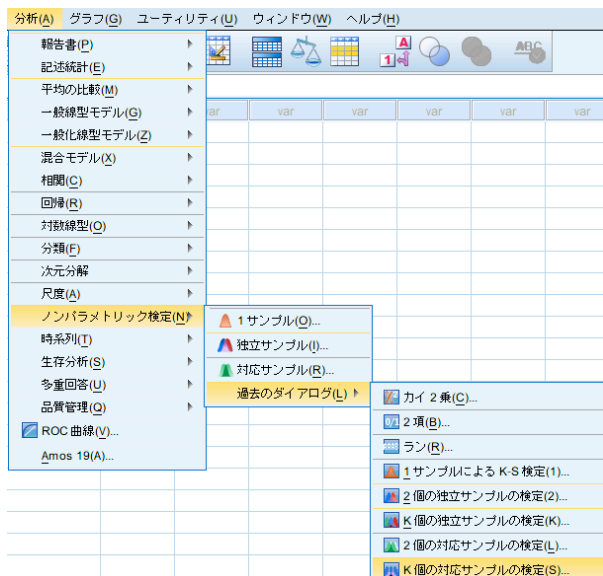 分析(A) グラフ(G) ユーティリティ(U) ウィンドウ(W) ヘルプ(H)
報告書(P)
記述統計(E)
平均の比較(M)
一般線型モデル(G)
一般化線型モデル(Z)
混合モデル(X)
相関(C)
回帰(R)
対数線型(O)
分類(F)
次元分解
尺度(A)
ノンパラメトリック検定(N)
時系列(T)
生存分析(S)
多重回答(U)
品質管理(Q)
ROC 曲線(V)...
Amos 19(A)...
A
1
ABC
var var var var var var
1 サンプル(O)...
独立サンプル(I)...
対応サンプル(R)...
過去のダイアログ(L)
カイ 2 乗(C)...
0/1 2 項(B)...
ラン(R)...
1 サンプルによる K-S 検定(1)...
2 個の独立サンプルの検定(2)...
K 個の独立サンプルの検定(K)...
2 個の対応サンプルの検定(L)...
K 個の対応サンプルの検定(S)...